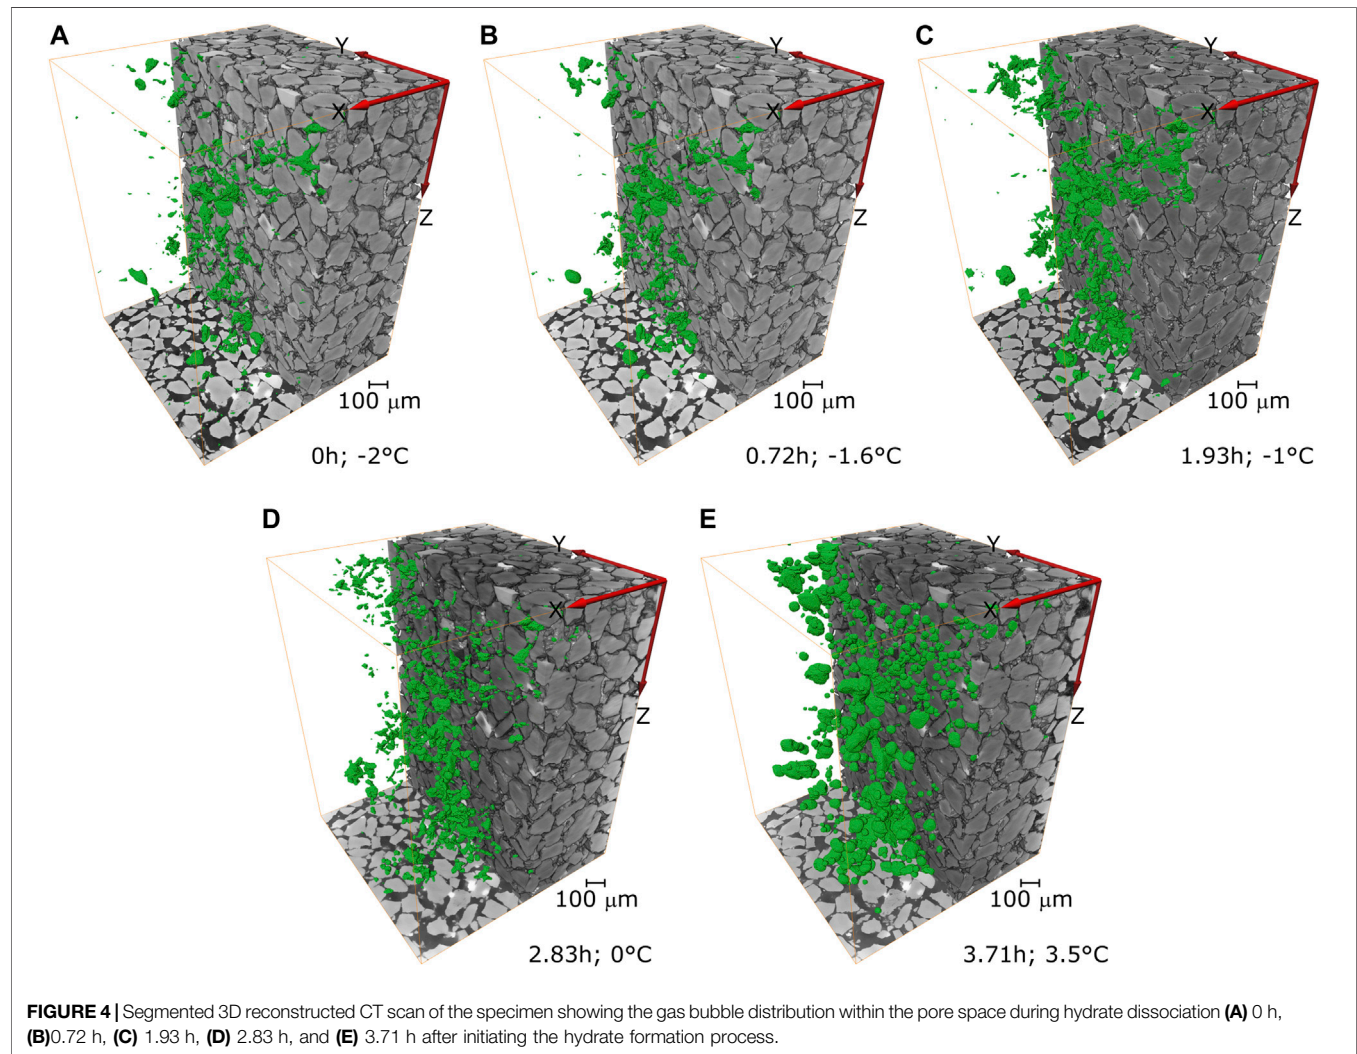 A
Y
X
Z
100 μm
0h; -2°C
B
Y
X
Z
100 μm
0.72h; -1.6°C
C
Y
X
Z
100 μm
1.93h; -1°C
D
Y
X
Z
100 μm
2.83h; 0°C
E
Y
X
Z
100 μm
3.71h; 3.5°C
FIGURE 4 | Segmented 3D reconstructed CT scan of the specimen showing the gas bubble distribution within the pore space during hydrate dissociation (A) 0 h,
(B)0.72 h, (C) 1.93 h, (D) 2.83 h, and (E) 3.71 h after initiating the hydrate formation process.